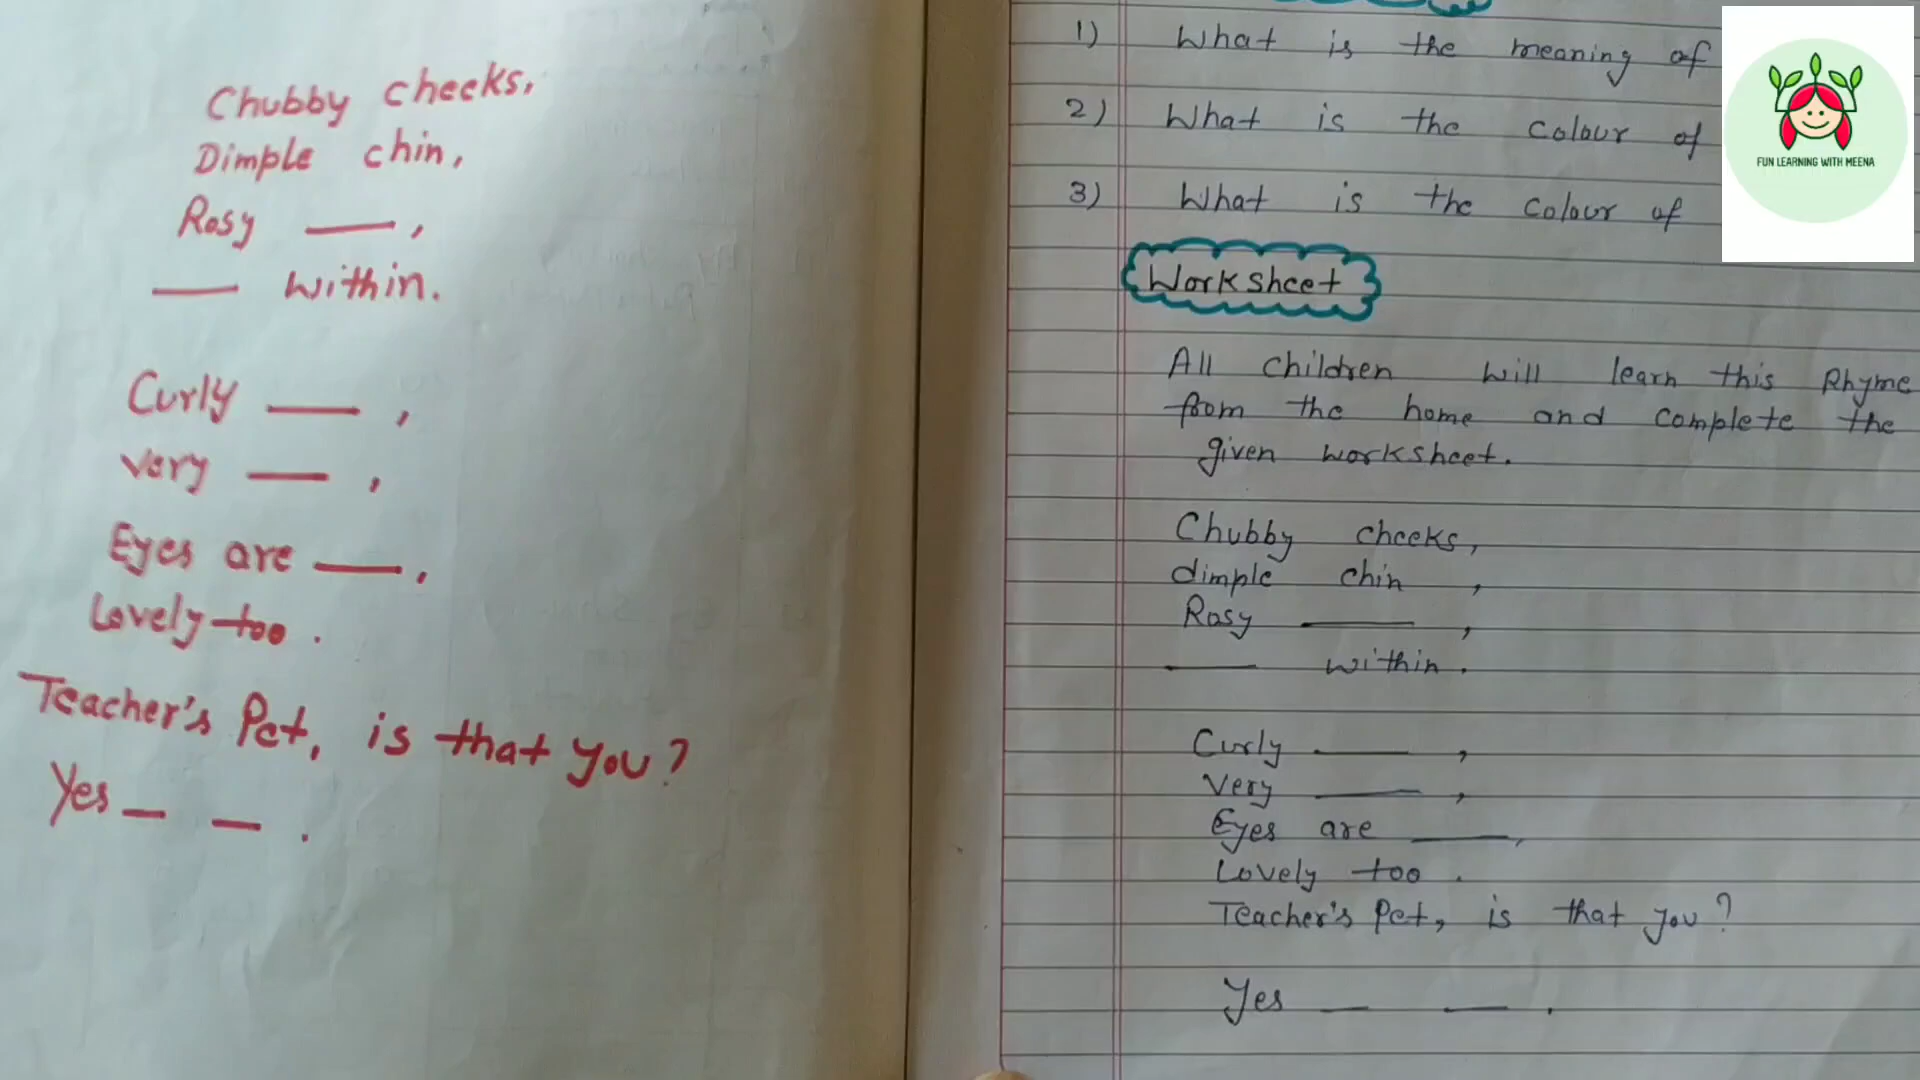 Chubby cheeks,
Dimple chin,
Rosy ___,
___ within.
Curly ___,
Very ___,
Eyes are ___.
Lovely too.
Teacher's Pet, is that you?
Yes _ _.
1) What is the meaning of
2) What is the colour of
3) What is the colour of
Worksheet
All children will learn this Rhyme
from the home and complete the
given worksheet.
Chubby cheeks,
dimple chin,
Rosy ___,
___ within.
Curly ___,
Very ___,
Eyes are ___,
Lovely too.
Teacher's Pet, is that you?
Yes _ _.
FUN LEARNING WITH MEENA